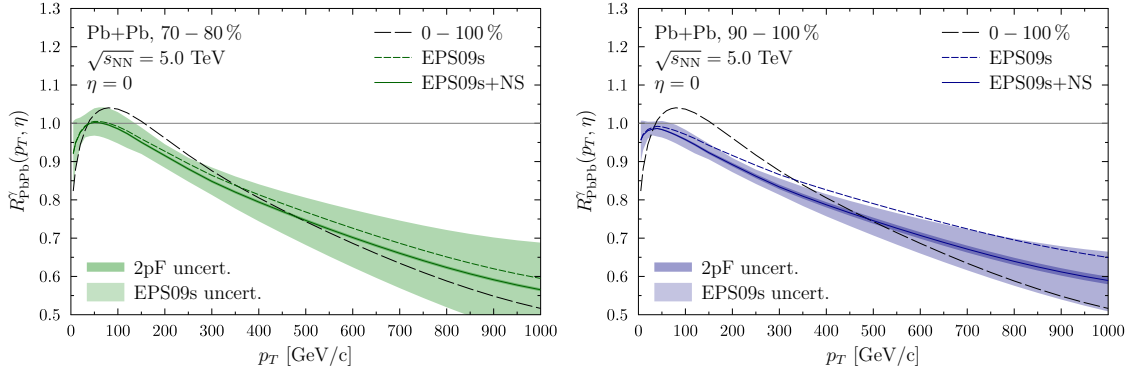 Pb+Pb, 70 – 80 %
√sNN = 5.0 TeV
η = 0
0 – 100 %
EPS09s
EPS09s+NS
2pF uncert.
EPS09s uncert.
R^γ_PbPb(p_T, η)
1.3
1.2
1.1
1.0
0.9
0.8
0.7
0.6
0.5
0 100 200 300 400 500 600 700 800 900 1000
p_T [GeV/c]
Pb+Pb, 90 – 100 %
√sNN = 5.0 TeV
η = 0
0 – 100 %
EPS09s
EPS09s+NS
2pF uncert.
EPS09s uncert.
R^γ_PbPb(p_T, η)
1.3
1.2
1.1
1.0
0.9
0.8
0.7
0.6
0.5
0 100 200 300 400 500 600 700 800 900 1000
p_T [GeV/c]